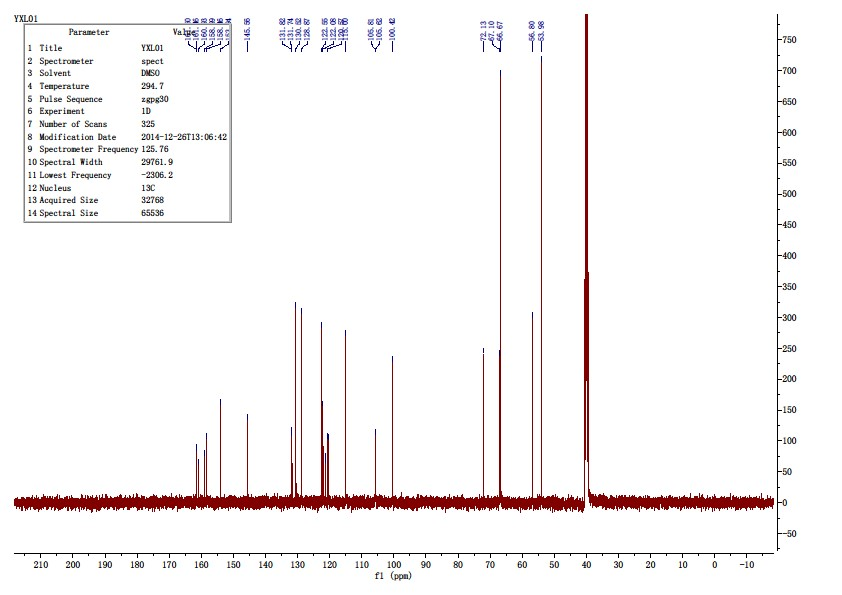 YXL01
Parameter Value
1 Title YXL01
2 Spectrometer spect
3 Solvent DMSO
4 Temperature 294.7
5 Pulse Sequence zgpg30
6 Experiment 1D
7 Number of Scans 325
8 Modification Date 2014-12-26T13:06:42
9 Spectrometer Frequency 125.76
10 Spectral Width 29761.9
11 Lowest Frequency -2306.2
12 Nucleus 13C
13 Acquired Size 32768
14 Spectral Size 65536
145.56
131.82
131.74
130.52
128.87
122.55
122.08
105.81
105.62
100.42
72.13
67.10
66.67
56.80
53.98
750
700
650
600
550
500
450
400
350
300
250
200
150
100
50
0
-50
210 200 190 180 170 160 150 140 130 120 110 100 90 80 70 60 50 40 30 20 10 0 -10
f1 (ppm)